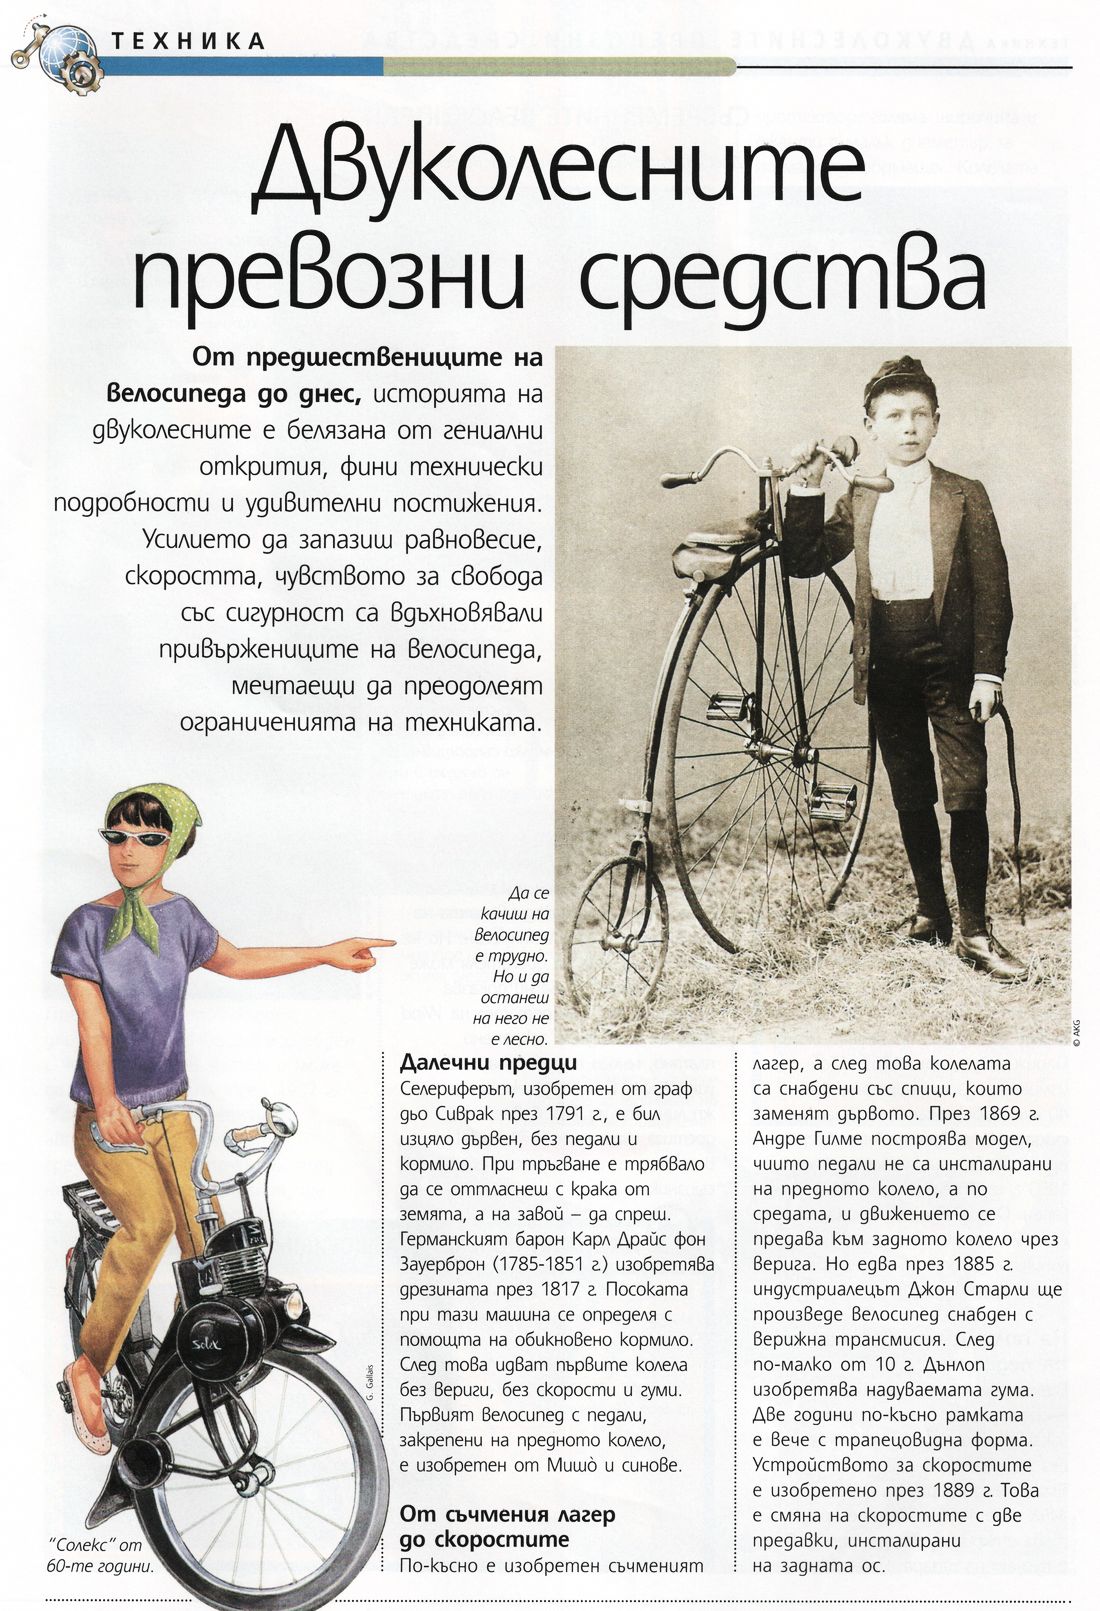 ТЕХНИКА
Двуколесните
превозни средства
От предшествениците на
велосипеда до днес, историята на
двуколесните е белязана от гениални
открития, фини технически
подробности и удивителни постижения.
Усилието да запазиш равновесие,
скоростта, чувството за свобода
със сигурност са вдъхновявали
привържениците на велосипеда,
мечтаещи да преодолеят
ограниченията на техниката.
Да се
качиш на
велосипед
е трудно.
Но и да
останеш
на него не
е лесно.
© AKG
Solex
G. Gallais
"Солекс" от
60-те години.
Далечни предци
Селериферът, изобретен от граф
дьо Сиврак през 1791 г., е бил
изцяло дървен, без педали и
кормило. При тръгване е трябвало
да се оттласнеш с крака от
земята, а на завой – да спреш.
Германският барон Карл Драйс фон
Зауерброн (1785-1851 г.) изобретява
дрезината през 1817 г. Посоката
при тази машина се определя с
помощта на обикновено кормило.
След това идват първите колела
без вериги, без скорости и гуми.
Първият велосипед с педали,
закрепени на предното колело,
е изобретен от Мишò и синове.
От съчмения лагер
до скоростите
По-късно е изобретен съчменият
лагер, а след това колелата
са снабдени със спици, които
заменят дървото. През 1869 г.
Андре Гилме построява модел,
чиито педали не са инсталирани
на предното колело, а по
средата, и движението се
предава към задното колело чрез
верига. Но едва през 1885 г.
индустриалецът Джон Старли ще
произведе велосипед снабден с
верижна трансмисия. След
по-малко от 10 г. Дънлоп
изобретява надуваемата гума.
Две години по-късно рамката
е вече с трапецовидна форма.
Устройството за скоростите
е изобретено през 1889 г. Това
е смяна на скоростите с две
предавки, инсталирани
на задната ос.